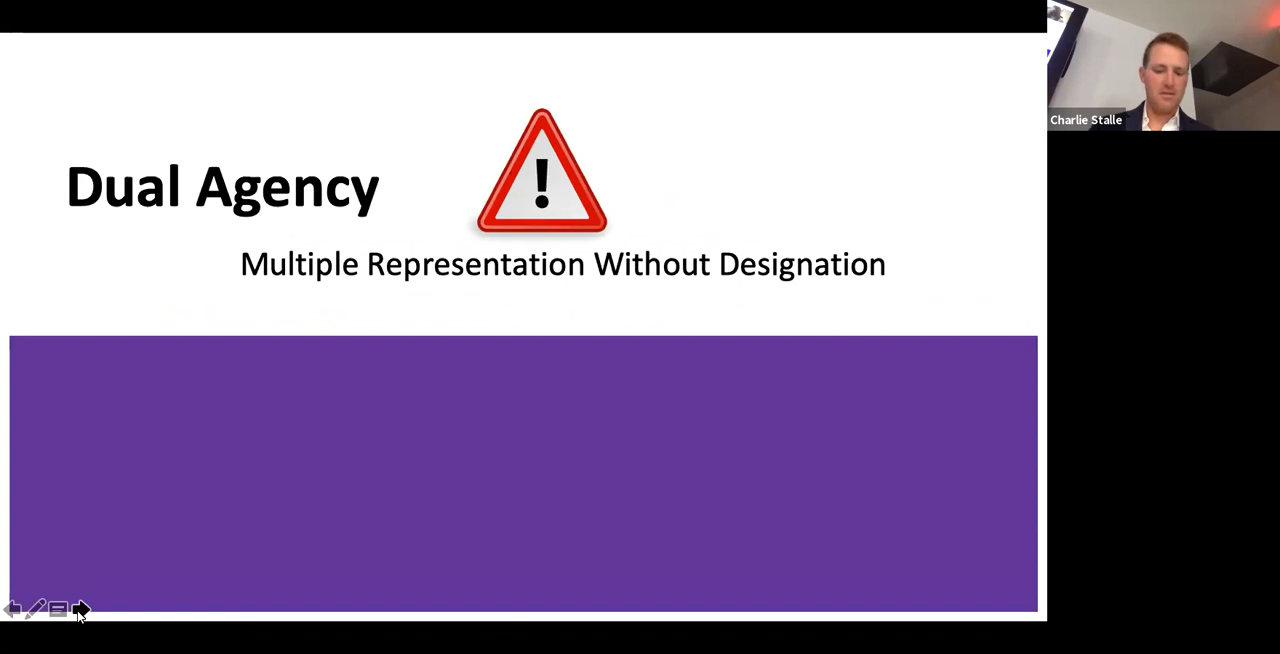 Dual Agency
Multiple Representation Without Designation
Charlie Stalle